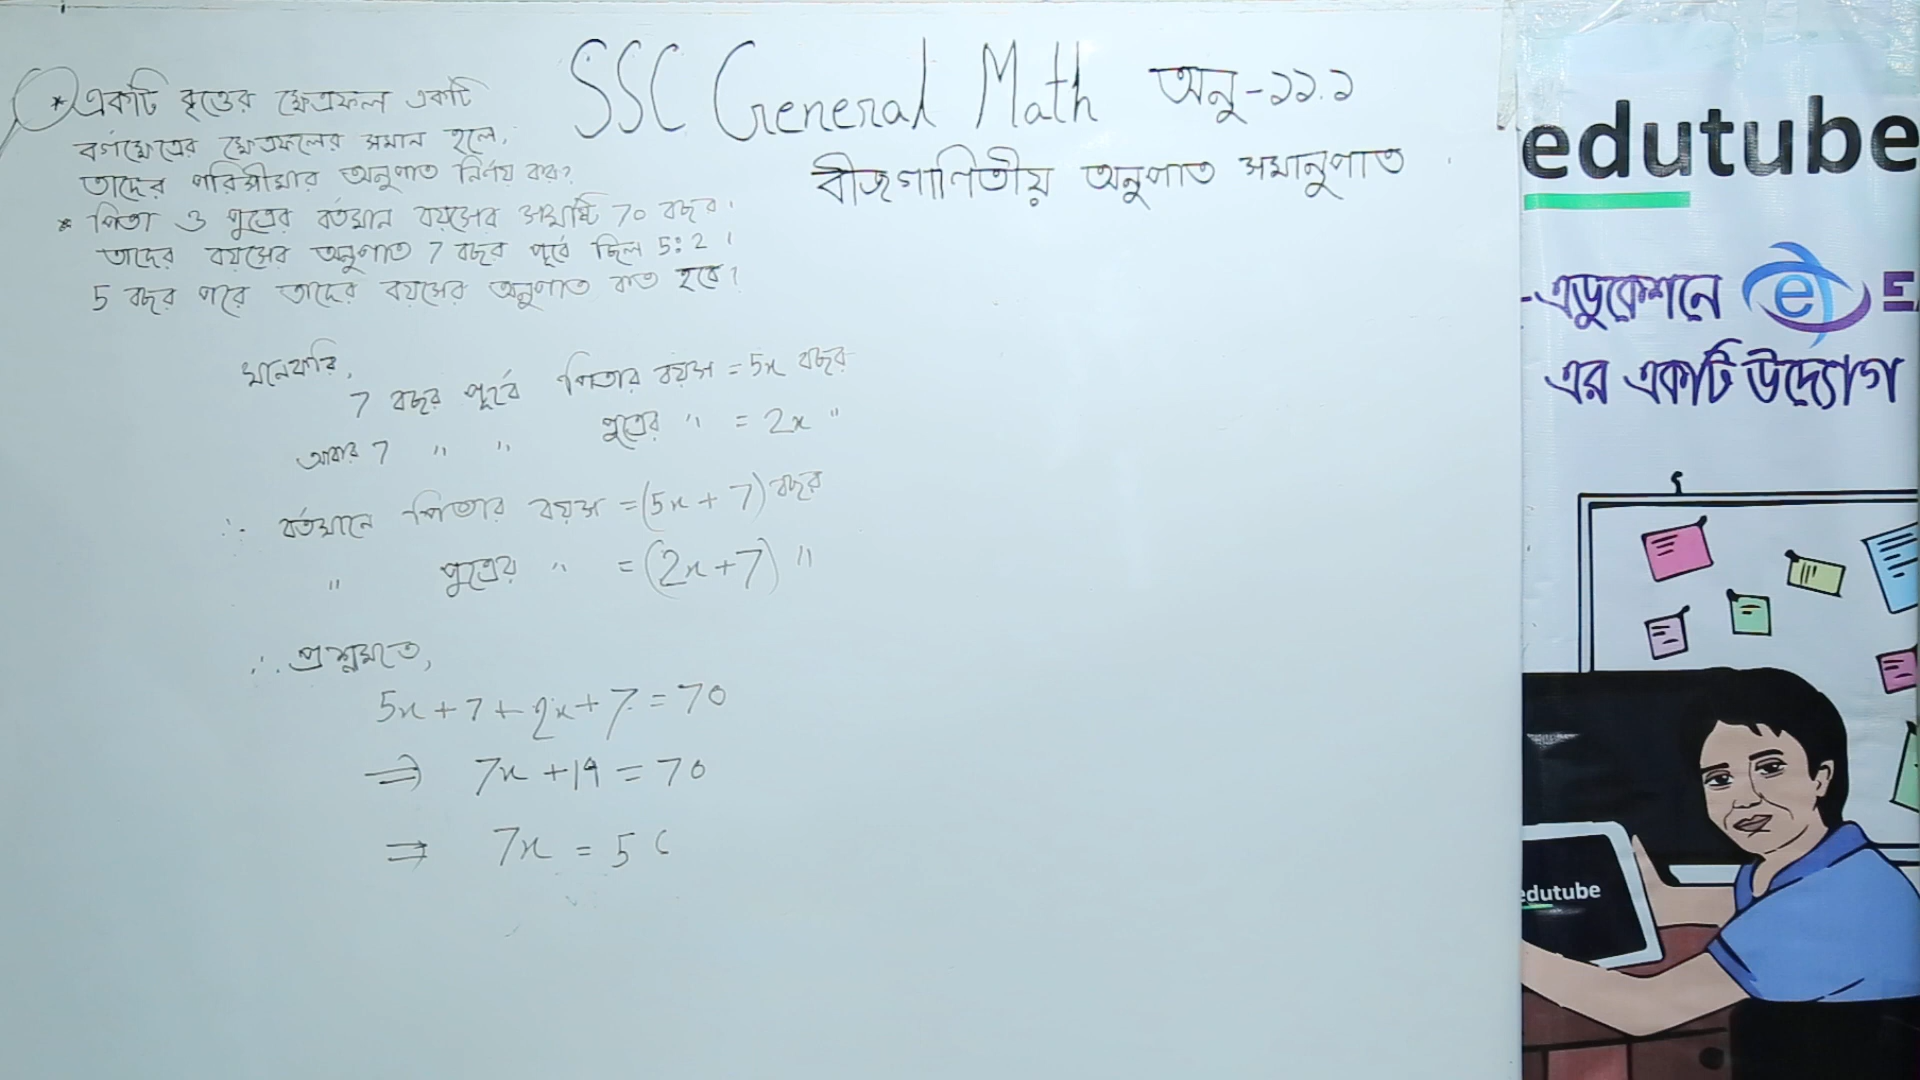 SSC General Math অনু-১১.১
বীজগাণিতীয় অনুপাত সমানুপাত
* একটি বৃত্তের ক্ষেত্রফল একটি
বর্গক্ষেত্রের ক্ষেত্রফলের সমান হলে,
তাদের পরিসীমার অনুপাত নির্ণয় কর?
* পিতা ও পুত্রের বর্তমান বয়সের সমষ্টি 70 বছর।
তাদের বয়সের অনুপাত 7 বছর পূর্বে ছিল 5:2।
5 বছর পরে তাদের বয়সের অনুপাত কত হবে?
মনেকরি,
7 বছর পূর্বে পিতার বয়স = 5x বছর
আবার 7 " " পুত্রের " = 2x "
∴ বর্তমানে পিতার বয়স = (5x + 7) বছর
" পুত্রের " = (2x+7) "
∴ প্রশ্নমতে,
5x + 7 + 2x + 7 = 70
⇒ 7x + 14 = 70
⇒ 7x = 5
edutube
-এডুকেশনে e E
এর একটি উদ্যোগ
edutube